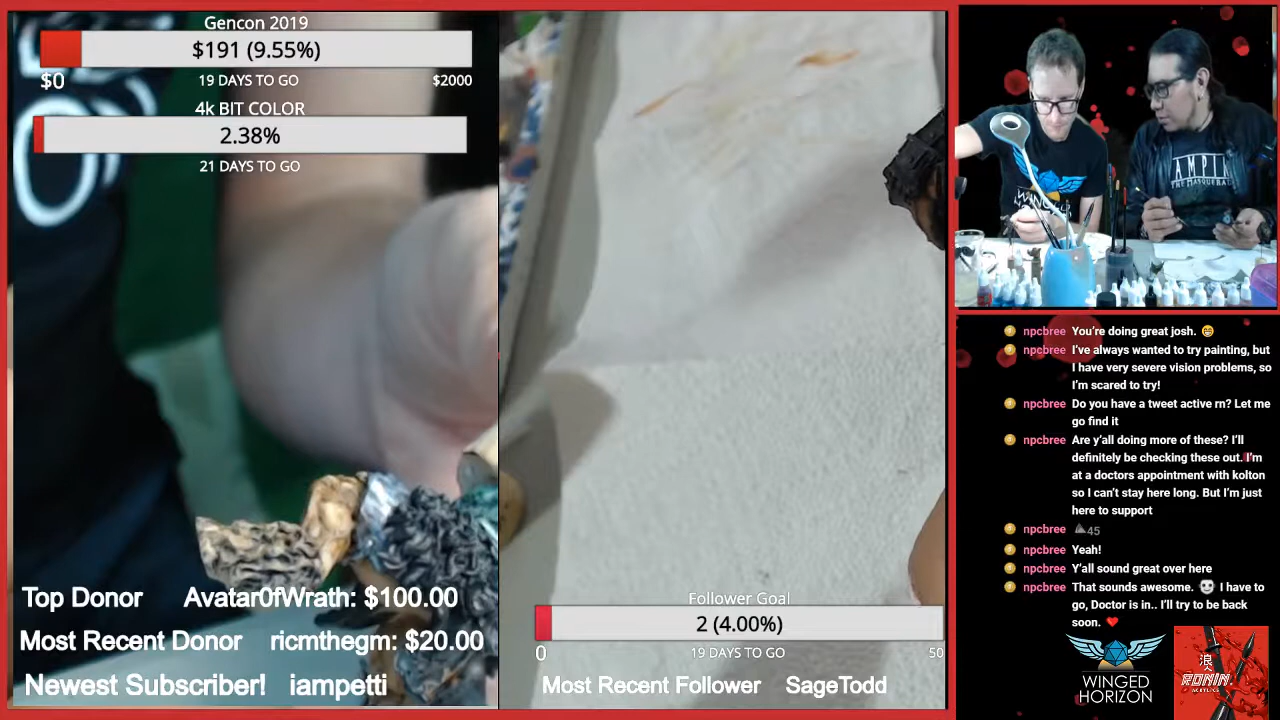 Gencon 2019
$191 (9.55%)
$0 19 DAYS TO GO $2000
4k BIT COLOR
2.38%
21 DAYS TO GO
Top Donor Avatar0fWrath: $100.00
Most Recent Donor ricmthegm: $20.00
Newest Subscriber! iampetti
Follower Goal
2 (4.00%)
0 19 DAYS TO GO 50
Most Recent Follower SageTodd
WINGED
AMPIR
THE MASQUERAD
npcbree You're doing great josh. 😁
npcbree I've always wanted to try painting, but
I have very severe vision problems, so
I'm scared to try!
npcbree Do you have a tweet active rn? Let me
go find it
npcbree Are y'all doing more of these? I'll
definitely be checking these out. I'm
at a doctors appointment with kolton
so I can't stay here long. But I'm just
here to support
npcbree 45
npcbree Yeah!
npcbree Y'all sound great over here
npcbree That sounds awesome. I have to
go, Doctor is in.. I'll try to be back
soon. ❤️
WINGED
HORIZON
浪人
RONIN
ACRYLICS